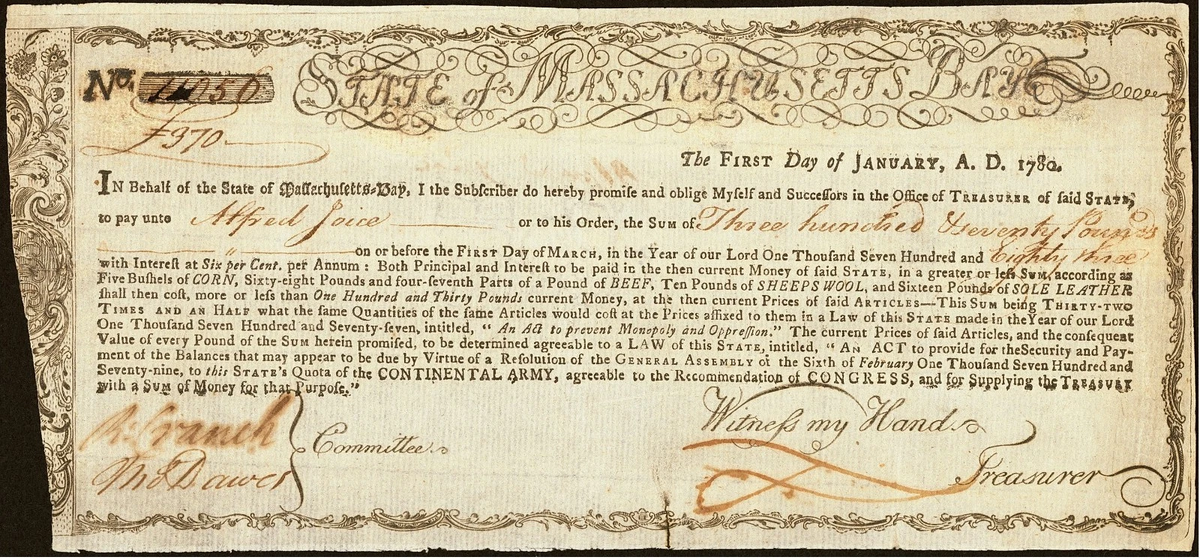 No. 14056
£370
STATE of MASSACHUSETTS BAY
The FIRST Day of JANUARY, A. D. 1780.
IN Behalf of the State of Massachusetts-Bay, I the Subscriber do hereby promise and oblige Myself and Successors in the Office of TREASURER of said STATE,
to pay unto Alfred Joice or to his Order, the SUM of Three hundred & seventy Pounds
on or before the FIRST Day of MARCH, in the Year of our Lord One Thousand Seven Hundred and Eighty three
with Interest at Six per Cent. per Annum : Both Principal and Interest to be paid in the then current Money of said STATE, in a greater or less SUM, according as
Five Bushels of CORN, Sixty-eight Pounds and four-seventh Parts of a Pound of BEEF, Ten Pounds of SHEEPS WOOL, and Sixteen Pounds of SOLE LEATHER
shall then cost, more or less than One Hundred and Thirty Pounds current Money, at the then current Prices of said ARTICLES—This SUM being THIRTY-TWO
TIMES AND AN HALF what the same Quantities of the same Articles would cost at the Prices affixed to them in a Law of this STATE made in the Year of our Lord
One Thousand Seven Hundred and Seventy-seven, intitled, “ An Act to prevent Monopoly and Oppression.” The current Prices of said Articles, and the consequent
Value of every Pound of the SUM herein promised, to be determined agreeable to a LAW of this STATE, intitled, “ AN ACT to provide for the Security and Pay-
ment of the Balances that may appear to be due by Virtue of a Resolution of the GENERAL ASSEMBLY of the Sixth of February One Thousand Seven Hundred and
Seventy-nine, to this STATE's Quota of the CONTINENTAL ARMY, agreeable to the Recommendation of CONGRESS, and for Supplying the TREASURY
with a SUM of Money for that Purpose.”
R. Cranch
Tho Dawes
Committee.
Witness my Hand.
Treasurer